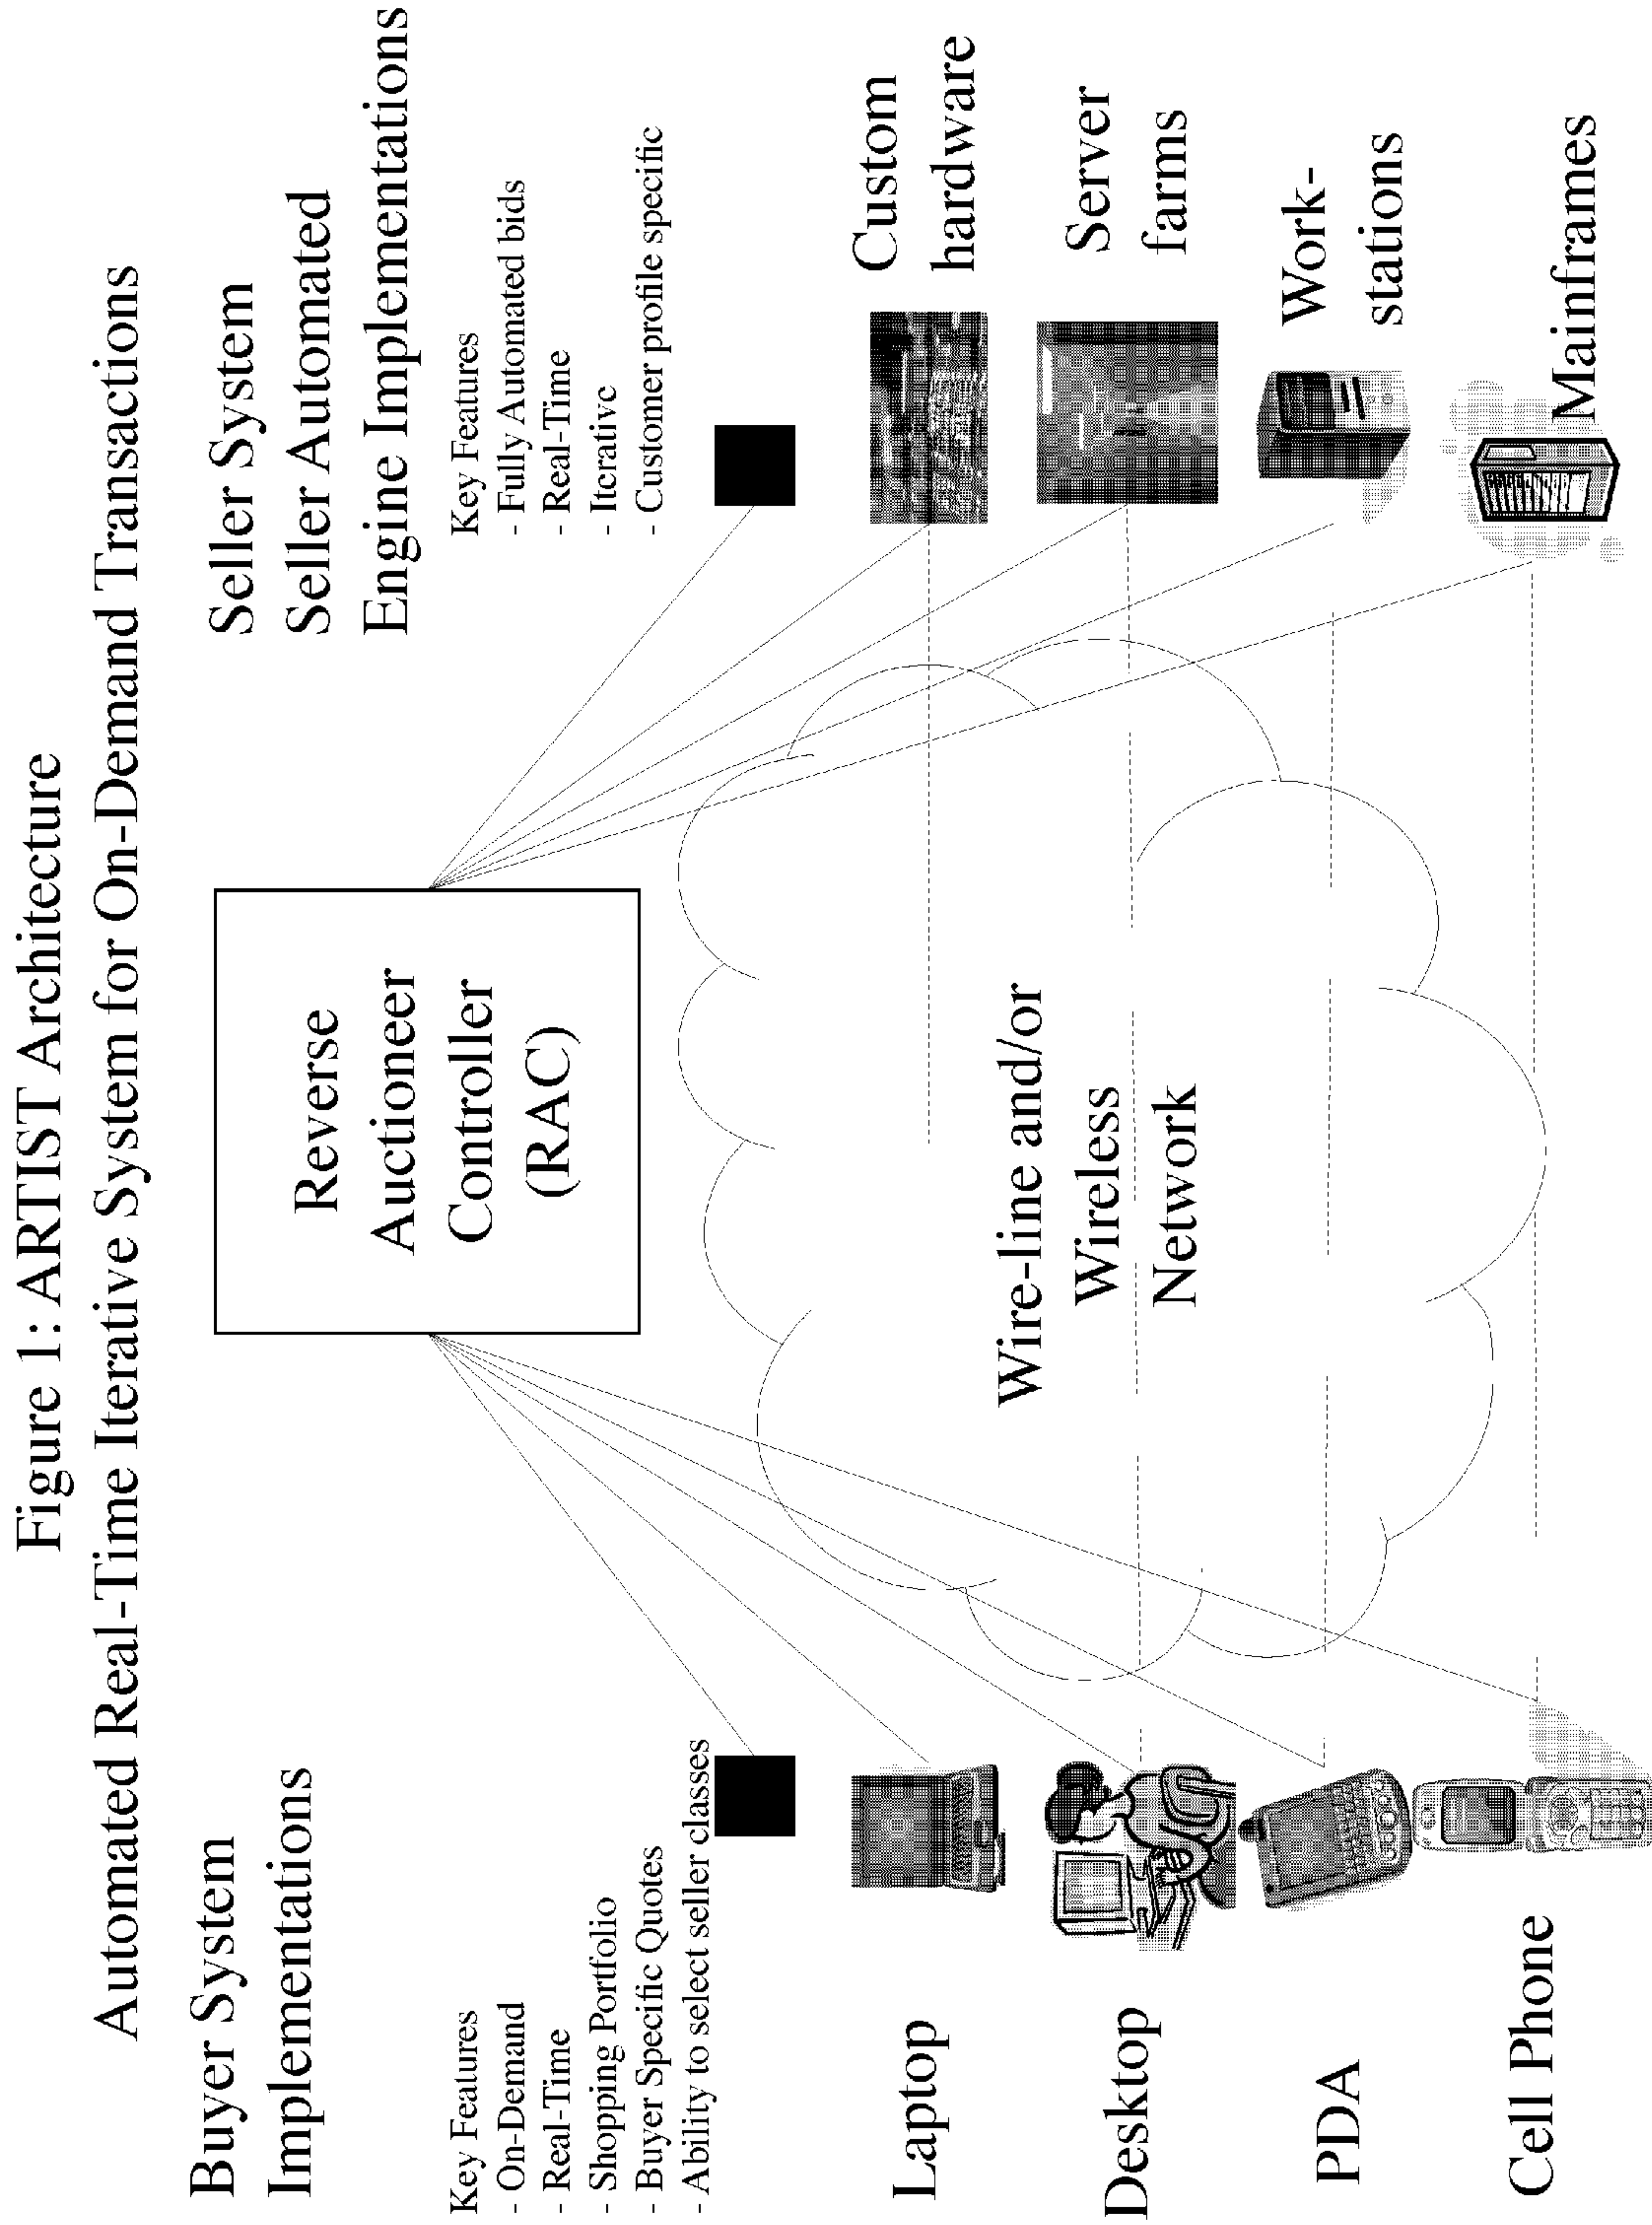 Figure 1: ARTIST Architecture
Automated Real-Time Iterative System for On-Demand Transactions
Buyer System
Implementations
Key Features
- On-Demand
- Real-Time
- Shopping Portfolio
- Buyer Specific Quotes
- Ability to select seller classes
Laptop
Desktop
PDA
Cell Phone
Reverse
Auctioneer
Controller
(RAC)
Wire-line and/or
Wireless
Network
Seller System
Seller Automated
Engine Implementations
Key Features
- Fully Automated bids
- Real-Time
- Iterative
- Customer profile specific
Custom
hardware
Server
farms
Work-
stations
Mainframes